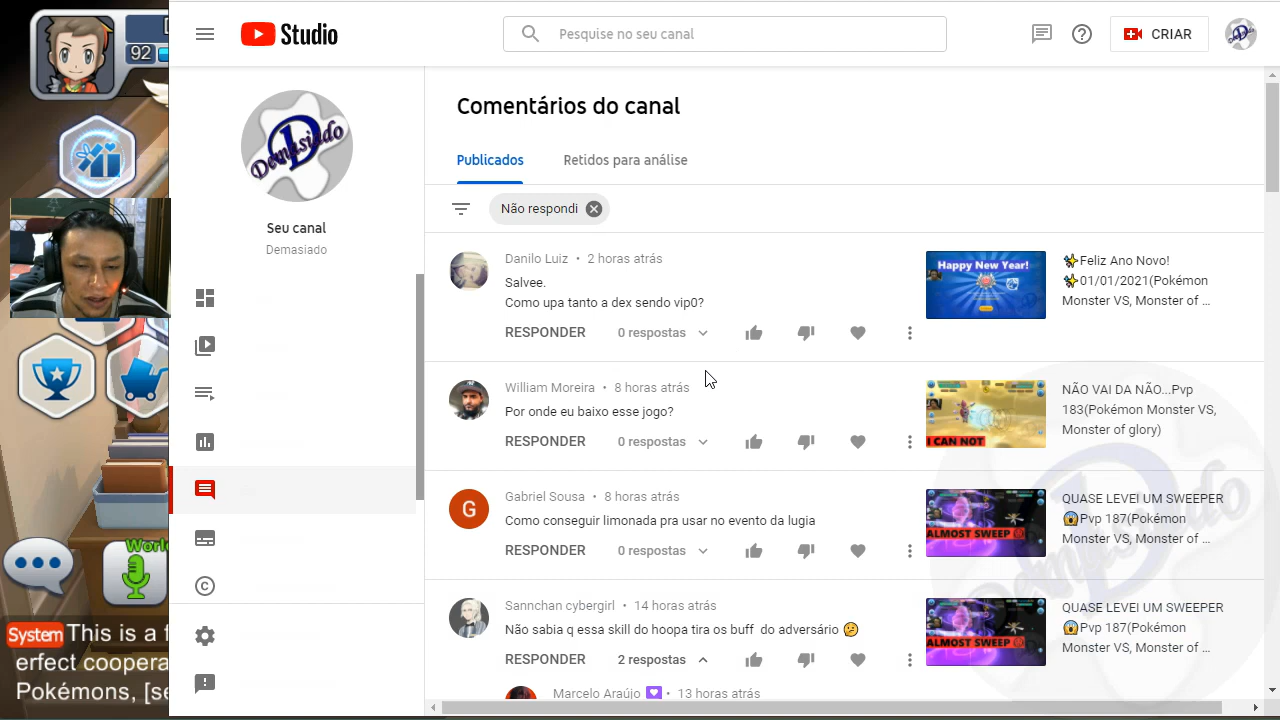 92
Studio
Pesquise no seu canal
CRIAR
Demasiado
Seu canal
Demasiado
Comentários do canal
Publicados
Retidos para análise
Não respondi
Danilo Luiz • 2 horas atrás
Salvee.
Como upa tanto a dex sendo vip0?
RESPONDER 0 respostas
Happy New Year!
✨Feliz Ano Novo!
✨01/01/2021(Pokémon
Monster VS, Monster of ...
William Moreira • 8 horas atrás
Por onde eu baixo esse jogo?
RESPONDER 0 respostas
I CAN NOT
NÃO VAI DA NÃO..Pvp
183(Pokémon Monster VS,
Monster of glory)
Gabriel Sousa • 8 horas atrás
G
Como conseguir limonada pra usar no evento da lugia
RESPONDER 0 respostas
ALMOST SWEEP
QUASE LEVEI UM SWEEPER
😱Pvp 187(Pokémon
Monster VS, Monster of ...
Sannchan cybergirl • 14 horas atrás
Não sabia q essa skill do hoopa tira os buff do adversário 😕
RESPONDER 2 respostas
ALMOST SWEEP
QUASE LEVEI UM SWEEPER
😱Pvp 187(Pokémon
Monster VS, Monster of ...
Marcelo Araújo 💜 • 13 horas atrás
World
System This is a f
erfect coopera
Pokémons, [se